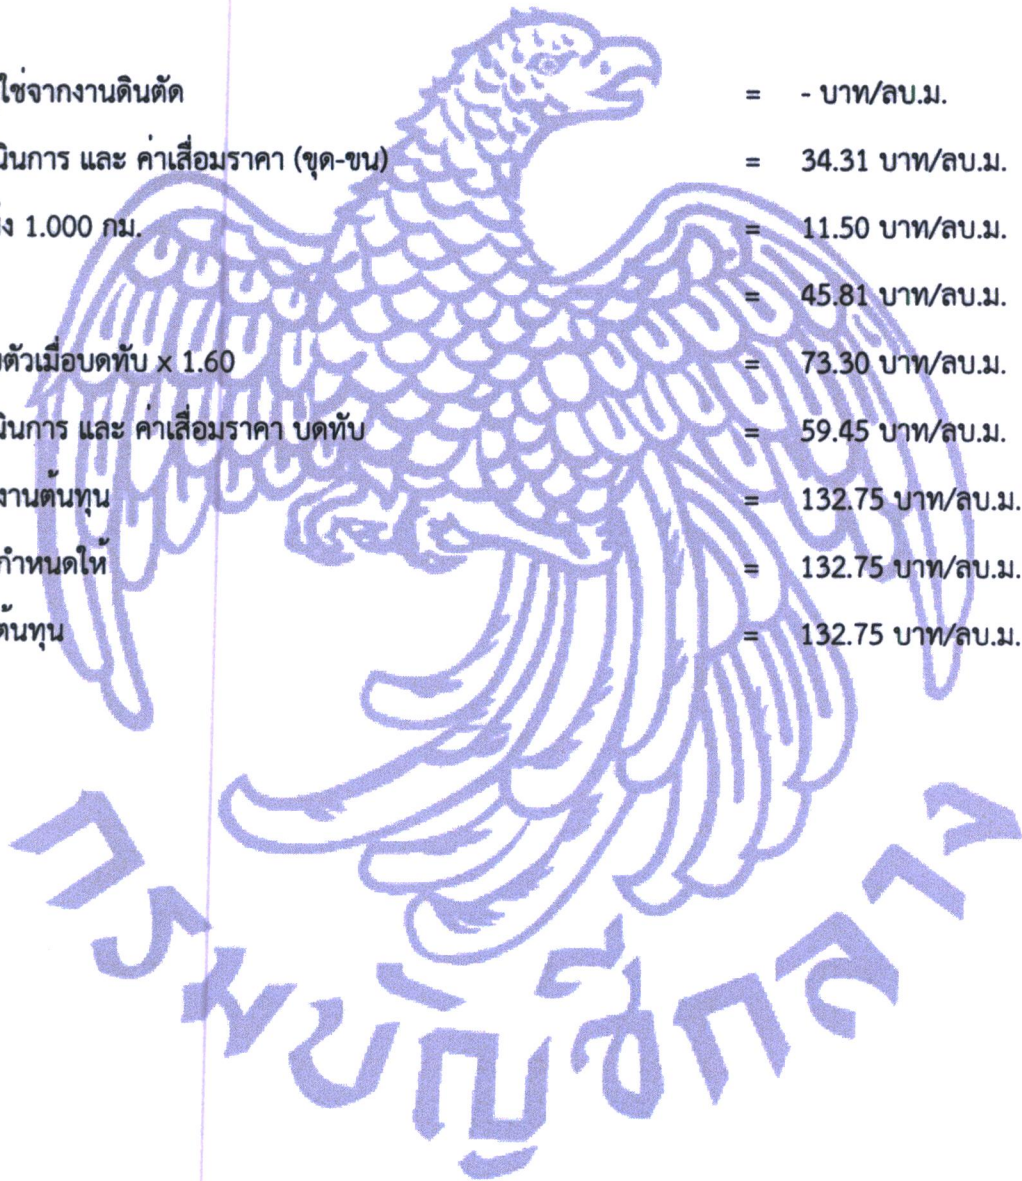 ใช่จากงานดินตัด = - บาท/ลบ.ม.
นินการ และ ค่าเสื่อมราคา (ขุด-ขน) = 34.31 บาท/ลบ.ม.
1.000 กม. = 11.50 บาท/ลบ.ม.
= 45.81 บาท/ลบ.ม.
ตัวเมื่อบดทับ x 1.60 = 73.30 บาท/ลบ.ม.
นินการ และ ค่าเสื่อมราคา บดทับ = 59.45 บาท/ลบ.ม.
งานต้นทุน = 132.75 บาท/ลบ.ม.
กำหนดให้ = 132.75 บาท/ลบ.ม.
ต้นทุน = 132.75 บาท/ลบ.ม.
กรมบัญชีกลาง